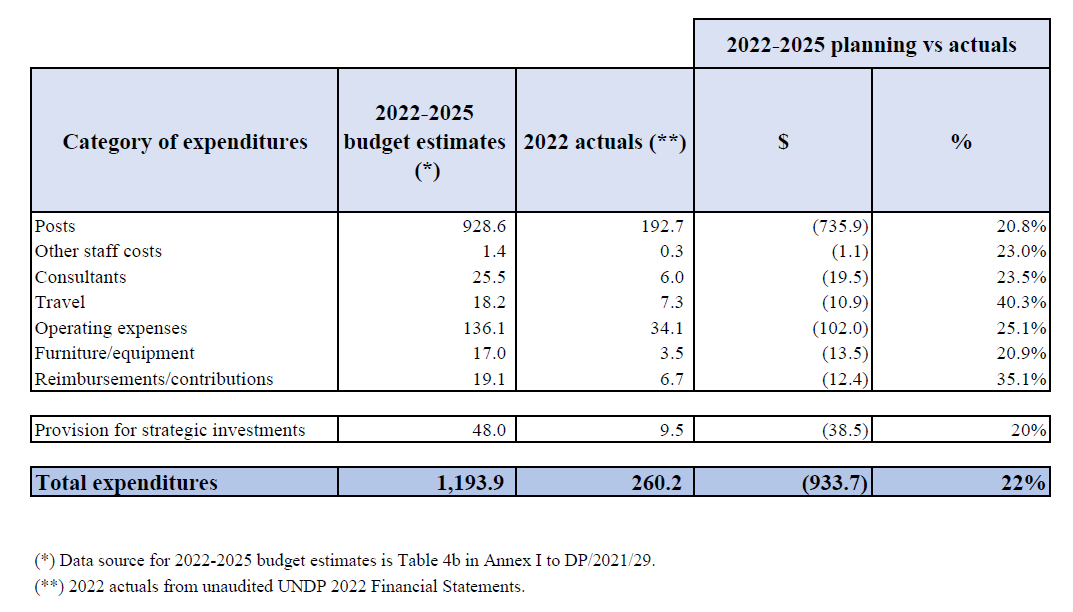 2022-2025 planning vs actuals
Category of expenditures 2022-2025 budget estimates (*) 2022 actuals (**) $ %
Posts 928.6 192.7 (735.9) 20.8%
Other staff costs 1.4 0.3 (1.1) 23.0%
Consultants 25.5 6.0 (19.5) 23.5%
Travel 18.2 7.3 (10.9) 40.3%
Operating expenses 136.1 34.1 (102.0) 25.1%
Furniture/equipment 17.0 3.5 (13.5) 20.9%
Reimbursements/contributions 19.1 6.7 (12.4) 35.1%
Provision for strategic investments 48.0 9.5 (38.5) 20%
Total expenditures 1,193.9 260.2 (933.7) 22%
(*) Data source for 2022-2025 budget estimates is Table 4b in Annex I to DP/2021/29.
(**) 2022 actuals from unaudited UNDP 2022 Financial Statements.